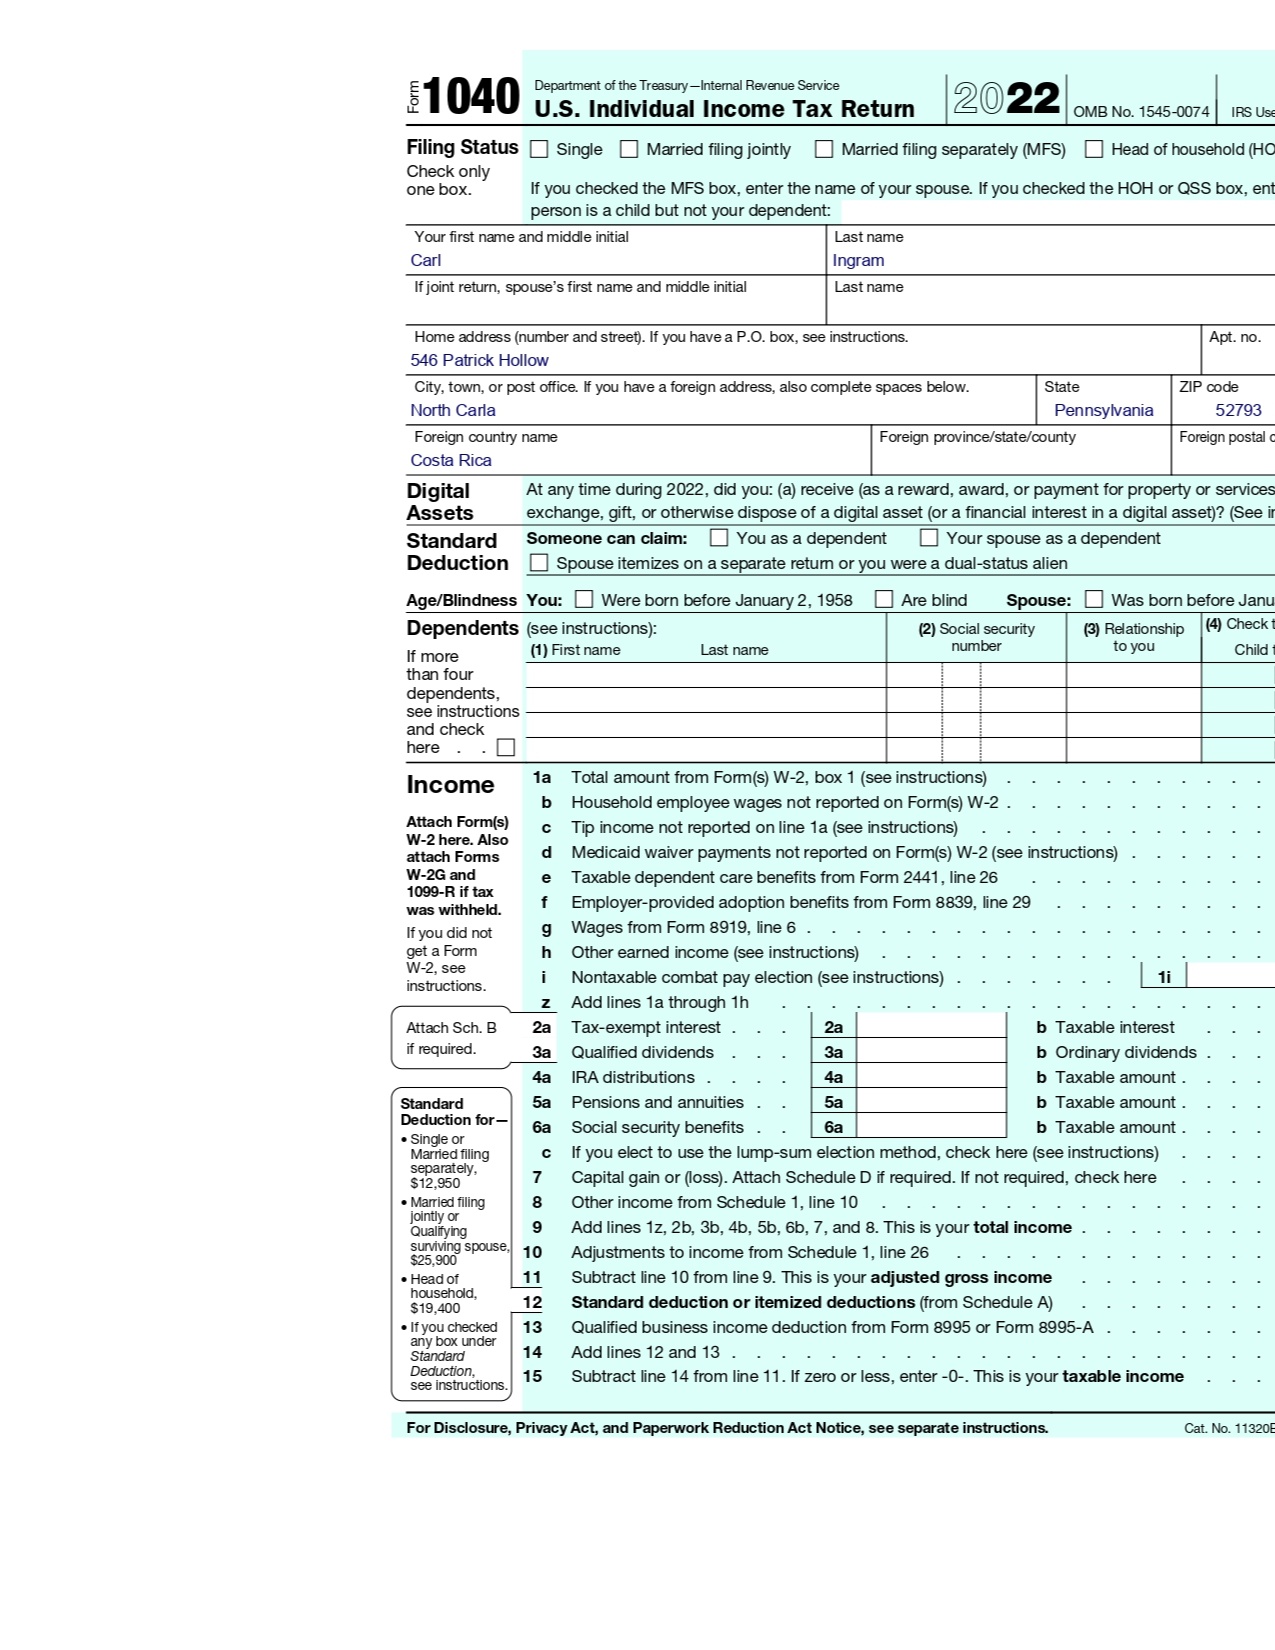 Form 1040 Department of the Treasury—Internal Revenue Service
U.S. Individual Income Tax Return 2022 OMB No. 1545-0074 IRS Use
Filing Status Single Married filing jointly Married filing separately (MFS) Head of household (HO
Check only
one box.
If you checked the MFS box, enter the name of your spouse. If you checked the HOH or QSS box, ent
person is a child but not your dependent:
Your first name and middle initial Last name
Carl Ingram
If joint return, spouse's first name and middle initial Last name
Home address (number and street). If you have a P.O. box, see instructions. Apt. no.
546 Patrick Hollow
City, town, or post office. If you have a foreign address, also complete spaces below. State ZIP code
North Carla Pennsylvania 52793
Foreign country name Foreign province/state/county Foreign postal c
Costa Rica
Digital
Assets
At any time during 2022, did you: (a) receive (as a reward, award, or payment for property or services
exchange, gift, or otherwise dispose of a digital asset (or a financial interest in a digital asset)? (See in
Standard
Deduction
Someone can claim: You as a dependent Your spouse as a dependent
Spouse itemizes on a separate return or you were a dual-status alien
Age/Blindness You: Were born before January 2, 1958 Are blind Spouse: Was born before Janu
Dependents (see instructions): (2) Social security number (3) Relationship to you (4) Check t
(1) First name Last name Child t
If more
than four
dependents,
see instructions
and check
here . .
Income
Attach Form(s)
W-2 here. Also
attach Forms
W-2G and
1099-R if tax
was withheld.
If you did not
get a Form
W-2, see
instructions.
1a Total amount from Form(s) W-2, box 1 (see instructions) . . . . . . . . . . .
b Household employee wages not reported on Form(s) W-2 . . . . . . . . . . .
c Tip income not reported on line 1a (see instructions) . . . . . . . . . . . .
d Medicaid waiver payments not reported on Form(s) W-2 (see instructions) . . . . . .
e Taxable dependent care benefits from Form 2441, line 26 . . . . . . . . . .
f Employer-provided adoption benefits from Form 8839, line 29 . . . . . . . . .
g Wages from Form 8919, line 6 . . . . . . . . . . . . . . . . . . .
h Other earned income (see instructions) . . . . . . . . . . . . . . . .
i Nontaxable combat pay election (see instructions) . . . . . . . 1i
z Add lines 1a through 1h . . . . . . . . . . . . . . . . . . . .
Attach Sch. B
if required.
2a Tax-exempt interest . . . 2a b Taxable interest . . .
3a Qualified dividends . . . 3a b Ordinary dividends . . .
4a IRA distributions . . . . 4a b Taxable amount . . . .
5a Pensions and annuities . . 5a b Taxable amount . . . .
6a Social security benefits . . 6a b Taxable amount . . . .
c If you elect to use the lump-sum election method, check here (see instructions) . . . .
7 Capital gain or (loss). Attach Schedule D if required. If not required, check here . . . .
8 Other income from Schedule 1, line 10 . . . . . . . . . . . . . . . .
9 Add lines 1z, 2b, 3b, 4b, 5b, 6b, 7, and 8. This is your total income . . . . . . . .
10 Adjustments to income from Schedule 1, line 26 . . . . . . . . . . . . .
11 Subtract line 10 from line 9. This is your adjusted gross income . . . . . . . .
12 Standard deduction or itemized deductions (from Schedule A) . . . . . . . .
13 Qualified business income deduction from Form 8995 or Form 8995-A . . . . . . .
14 Add lines 12 and 13 . . . . . . . . . . . . . . . . . . . . . .
15 Subtract line 14 from line 11. If zero or less, enter -0-. This is your taxable income . . .
Standard
Deduction for—
• Single or
Married filing
separately,
$12,950
• Married filing
jointly or
Qualifying
surviving spouse,
$25,900
• Head of
household,
$19,400
• If you checked
any box under
Standard
Deduction,
see instructions.
For Disclosure, Privacy Act, and Paperwork Reduction Act Notice, see separate instructions. Cat. No. 11320B